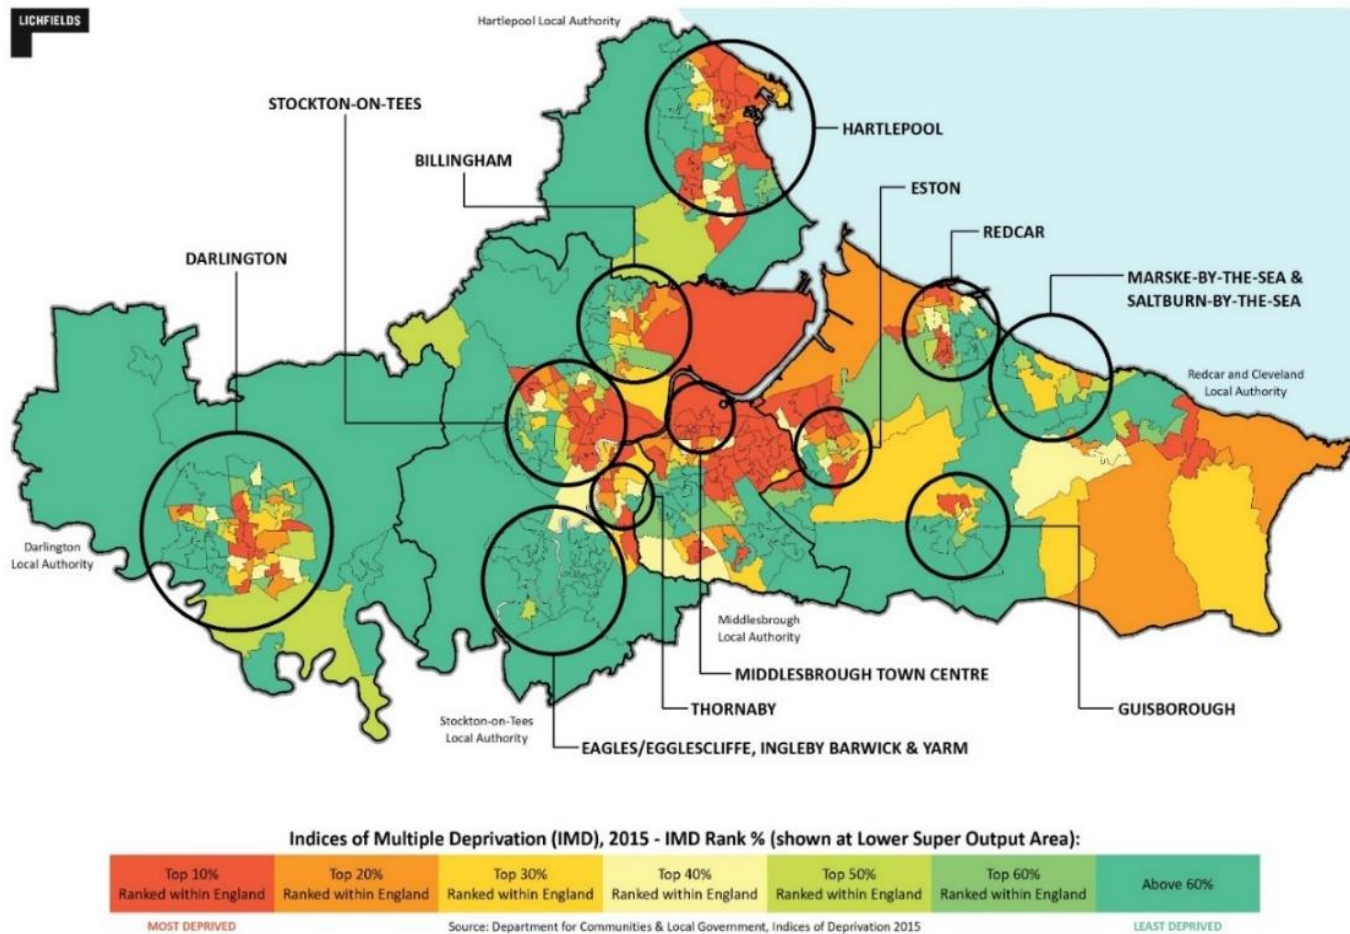 LICHFIELDS
Hartlepool Local Authority
STOCKTON-ON-TEES
HARTLEPOOL
BILLINGHAM
ESTON
REDCAR
DARLINGTON
MARSKE-BY-THE-SEA &
SALTBURN-BY-THE-SEA
Redcar and Cleveland
Local Authority
Darlington
Local Authority
Middlesbrough
Local Authority
MIDDLESBROUGH TOWN CENTRE
THORNABY
GUISBOROUGH
Stockton-on-Tees
Local Authority
EAGLES/EGGLESCLIFFE, INGLEBY BARWICK & YARM
Indices of Multiple Deprivation (IMD), 2015 - IMD Rank % (shown at Lower Super Output Area):
Top 10%
Ranked within England
Top 20%
Ranked within England
Top 30%
Ranked within England
Top 40%
Ranked within England
Top 50%
Ranked within England
Top 60%
Ranked within England
Above 60%
MOST DEPRIVED
Source: Department for Communities & Local Government, Indices of Deprivation 2015
LEAST DEPRIVED